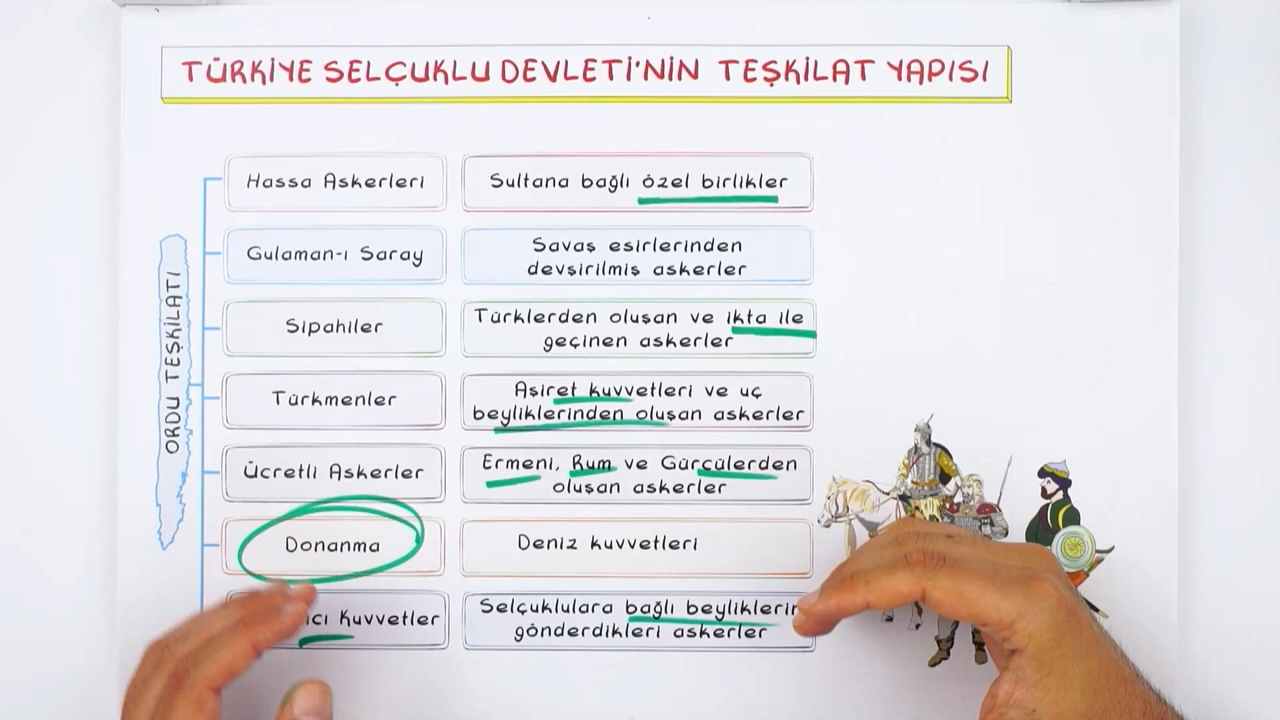 TÜRKİYE SELÇUKLU DEVLETİ'NİN TEŞKİLAT YAPISI
ORDU TEŞKİLATI
Hassa Askerleri
Sultana bağlı özel birlikler
Gulaman-ı Saray
Savaş esirlerinden
devşirilmiş askerler
Sipahiler
Türklerden oluşan ve ikta ile
geçinen askerler
Türkmenler
Aşiret kuvvetleri ve uç
beyliklerinden oluşan askerler
Ücretli Askerler
Ermeni, Rum ve Gürcülerden
oluşan askerler
Donanma
Deniz kuvvetleri
Kuvvetler
Selçuklulara bağlı
gönderdikleri askerler